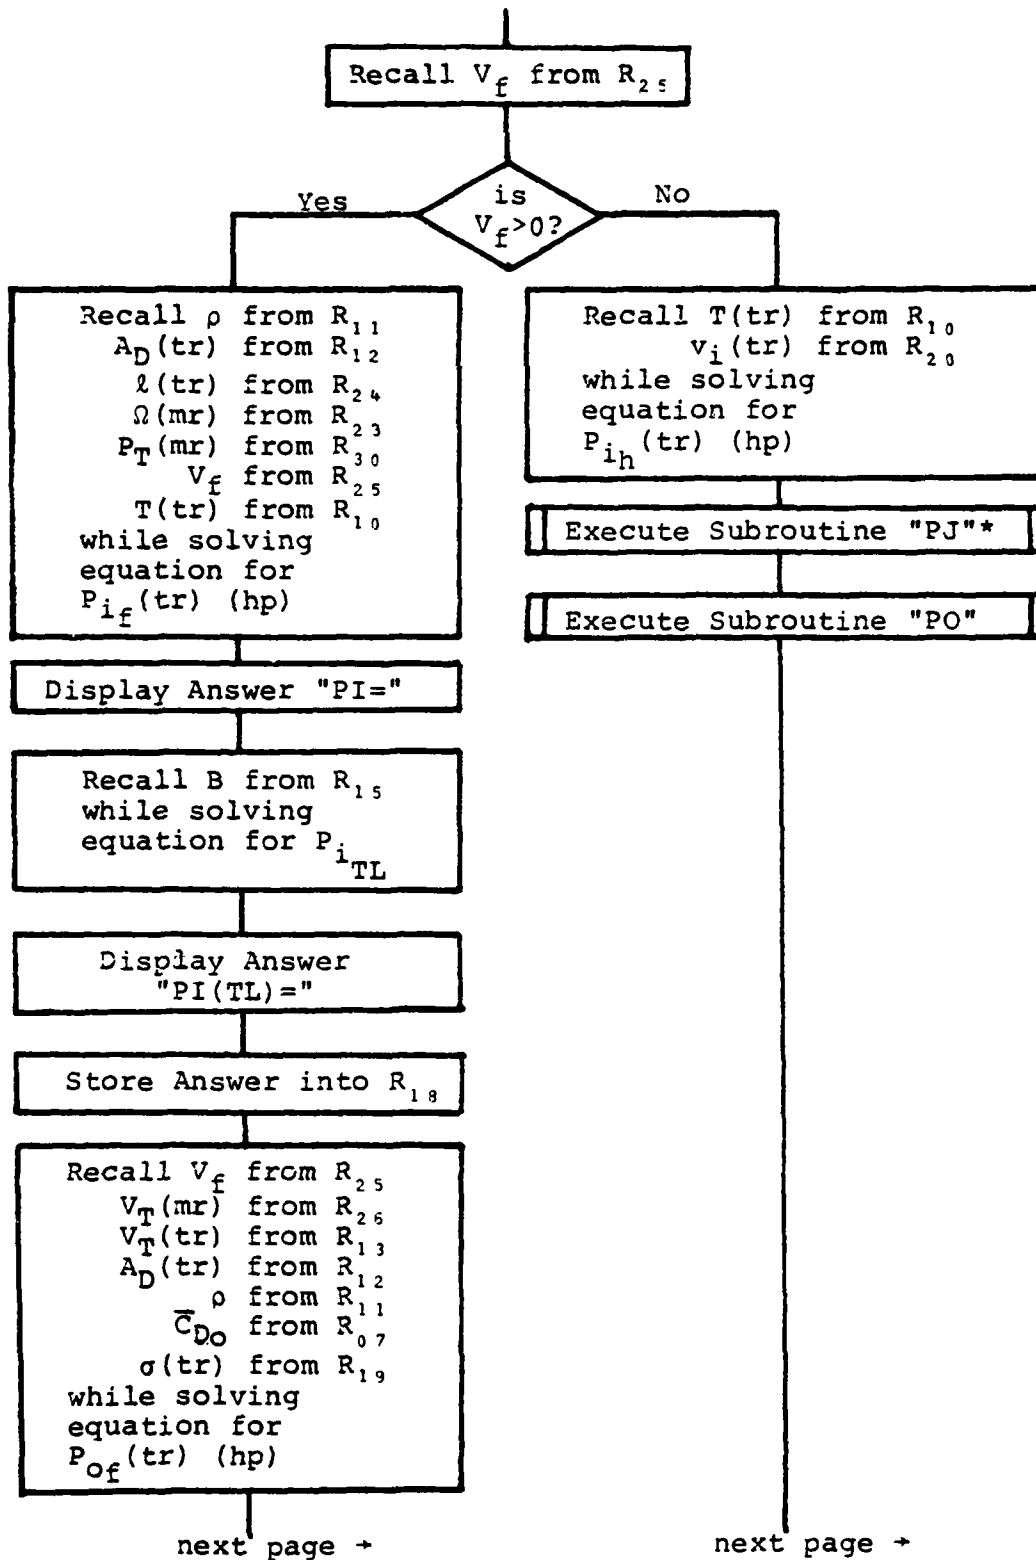 Recall V_f from R_25
is
V_f>0?
Yes
No
Recall ρ from R_11
A_D(tr) from R_12
ℓ(tr) from R_24
Ω(mr) from R_23
P_T(mr) from R_30
V_f from R_25
T(tr) from R_10
while solving
equation for
P_i_f(tr) (hp)
Display Answer "PI="
Recall B from R_15
while solving
equation for P_i_TL
Display Answer
"PI(TL)="
Store Answer into R_18
Recall V_f from R_25
V_T(mr) from R_26
V_T(tr) from R_13
A_D(tr) from R_12
ρ from R_11
C̅_Do from R_07
σ(tr) from R_19
while solving
equation for
P_of(tr) (hp)
next page →
Recall T(tr) from R_10
v_i(tr) from R_20
while solving
equation for
P_i_h(tr) (hp)
Execute Subroutine "PJ"*
Execute Subroutine "PO"
next page →